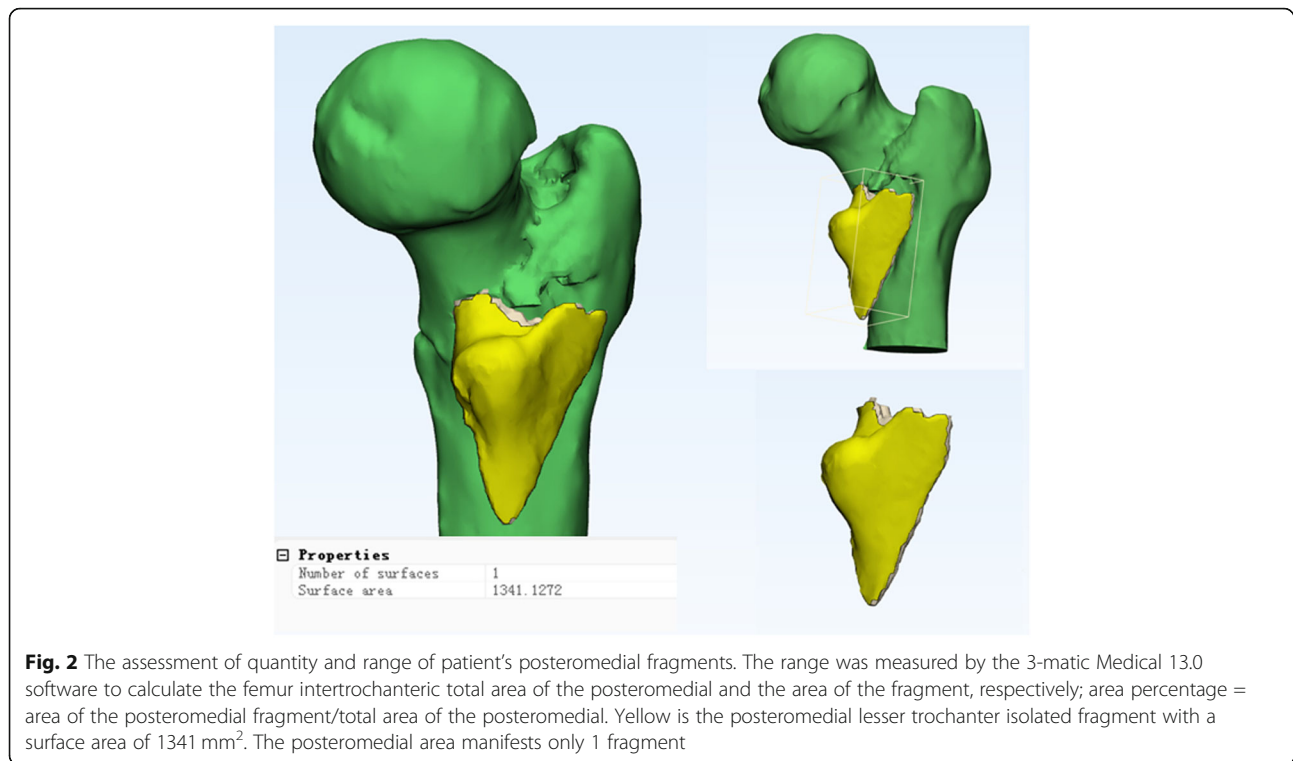 Properties
Number of surfaces 1
Surface area 1341.1272
Fig. 2 The assessment of quantity and range of patient's posteromedial fragments. The range was measured by the 3-matic Medical 13.0
software to calculate the femur intertrochanteric total area of the posteromedial and the area of the fragment, respectively; area percentage =
area of the posteromedial fragment/total area of the posteromedial. Yellow is the posteromedial lesser trochanter isolated fragment with a
surface area of 1341 mm². The posteromedial area manifests only 1 fragment